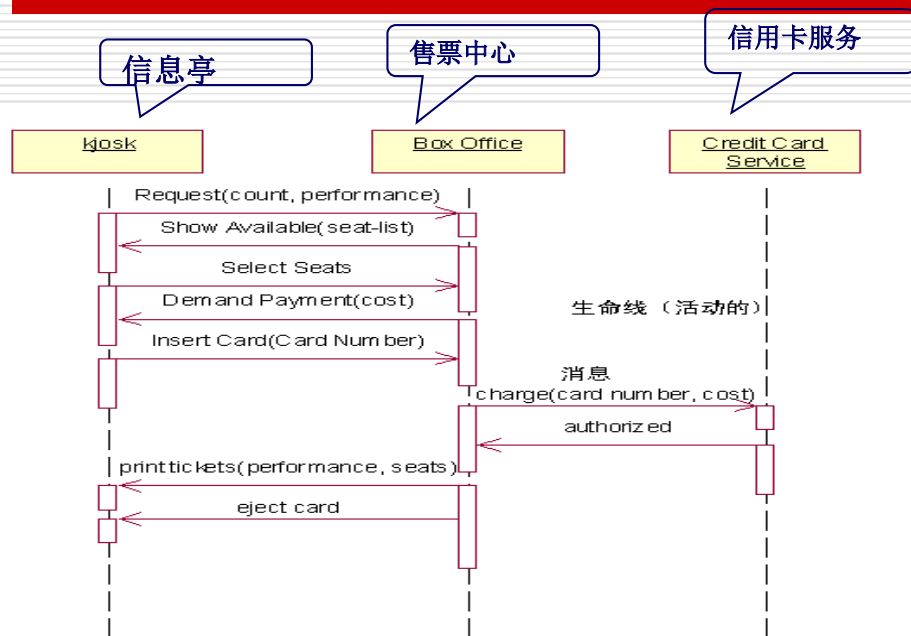 信息亭
售票中心
信用卡服务
kjosk
Box Office
Credit Card
Service
Request(count, performance)
Show Available(seat-list)
Select Seats
Demand Payment(cost)
生命线（活动的）
Insert Card(Card Number)
消息
charge(card number, cost)
authorized
printtickets(performance, seats)
eject card